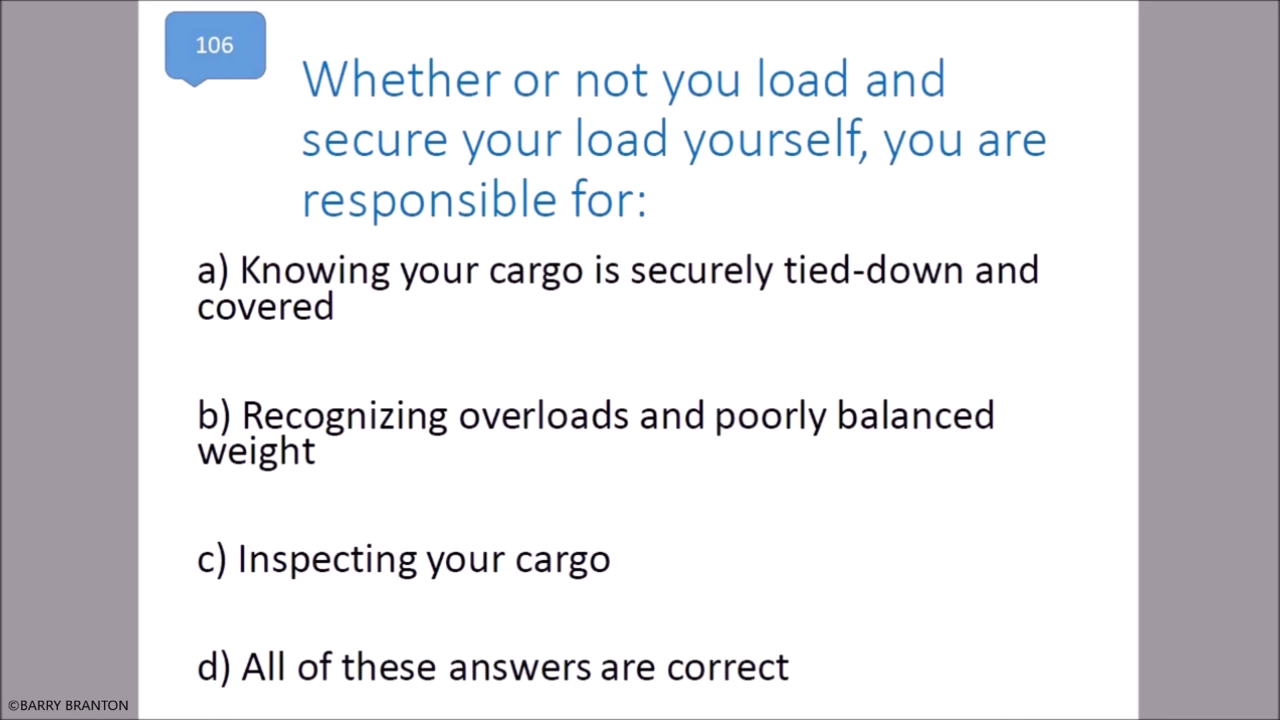 106
Whether or not you load and
secure your load yourself, you are
responsible for:
a) Knowing your cargo is securely tied-down and
covered
b) Recognizing overloads and poorly balanced
weight
c) Inspecting your cargo
d) All of these answers are correct
©BARRY BRANTON